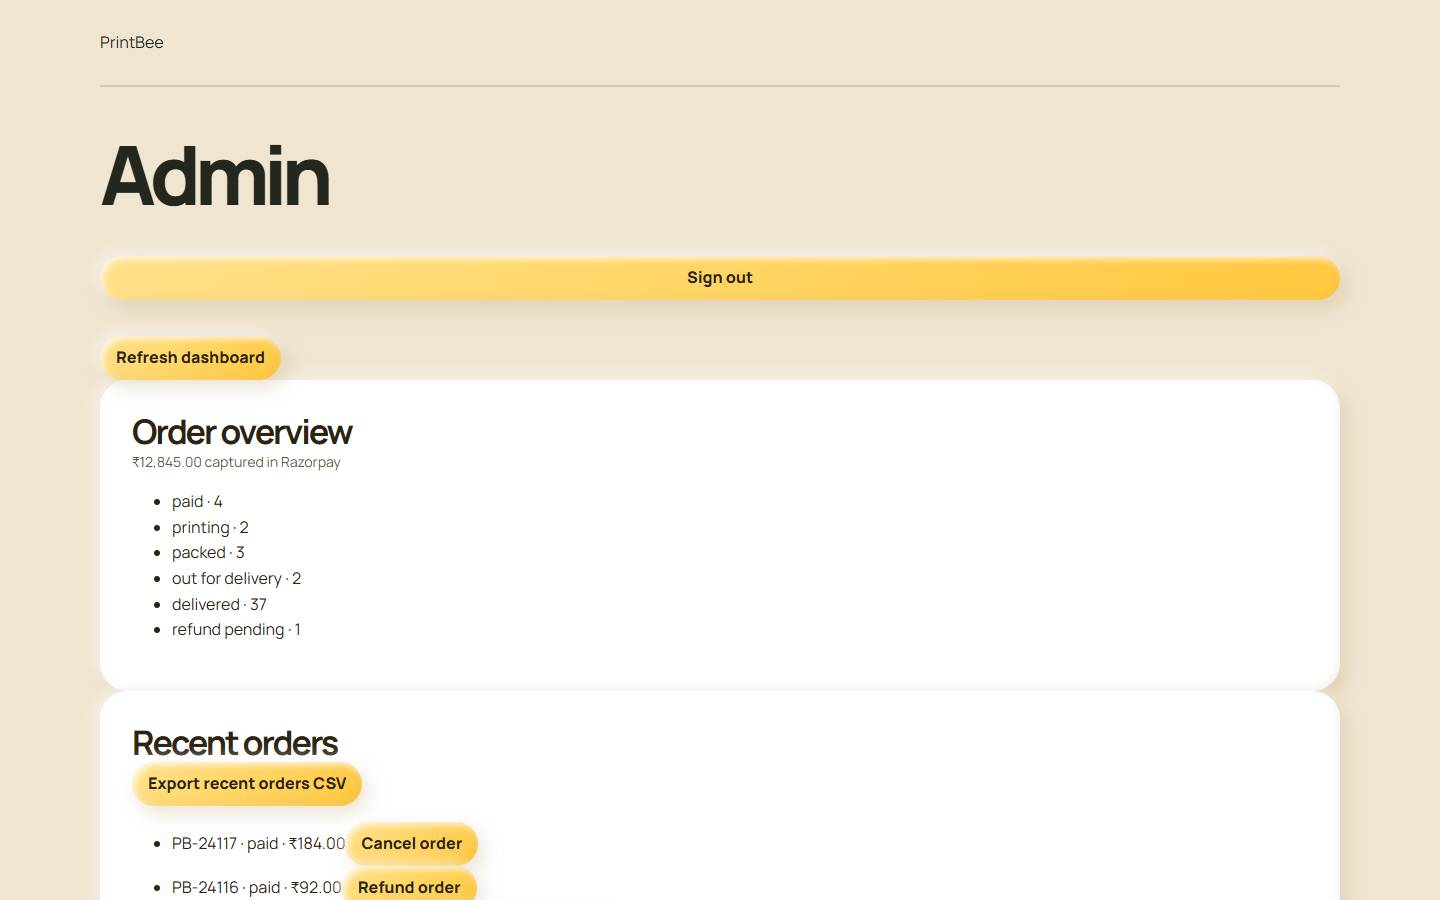 PrintBee
Admin
Sign out
Refresh dashboard
Order overview
₹12,845.00 captured in Razorpay
paid · 4
printing · 2
packed · 3
out for delivery · 2
delivered · 37
refund pending · 1
Recent orders
Export recent orders CSV
PB-24117 · paid · ₹184.00 Cancel order
PB-24116 · paid · ₹92.00 Refund order